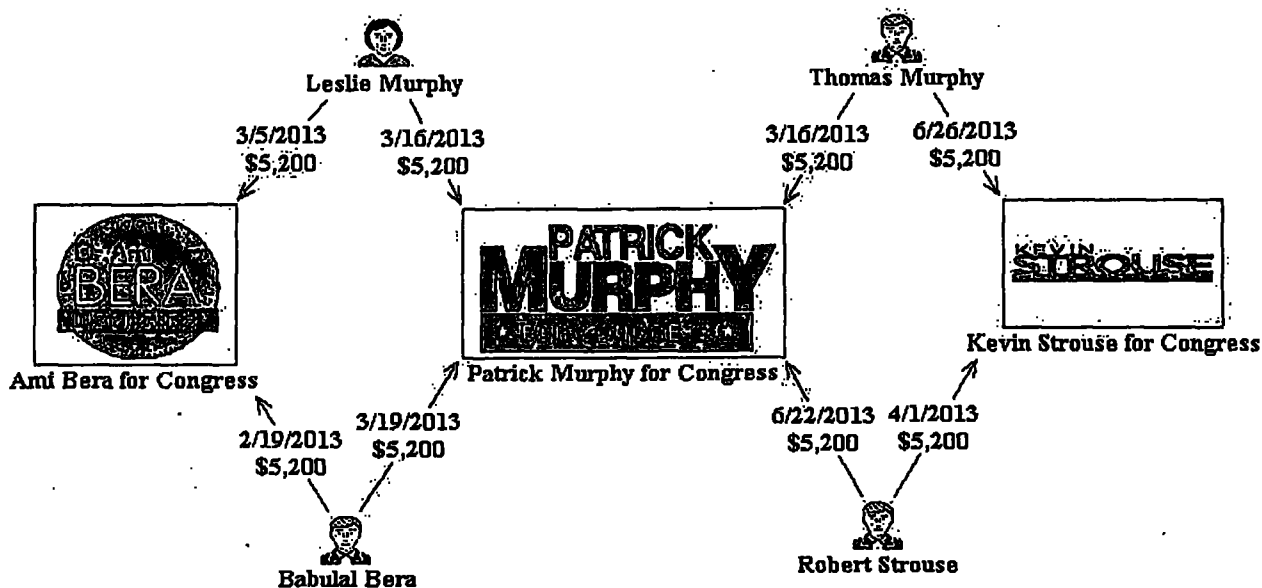 Leslie Murphy
Thomas Murphy
3/5/2013
$5,200
3/16/2013
$5,200
3/16/2013
$5,200
6/26/2013
$5,200
BERA
PATRICK
MURPHY
KEVIN
STROUSE
Ami Bera for Congress
Patrick Murphy for Congress
Kevin Strouse for Congress
2/19/2013
$5,200
3/19/2013
$5,200
6/22/2013
$5,200
4/1/2013
$5,200
Babulal Bera
Robert Strouse